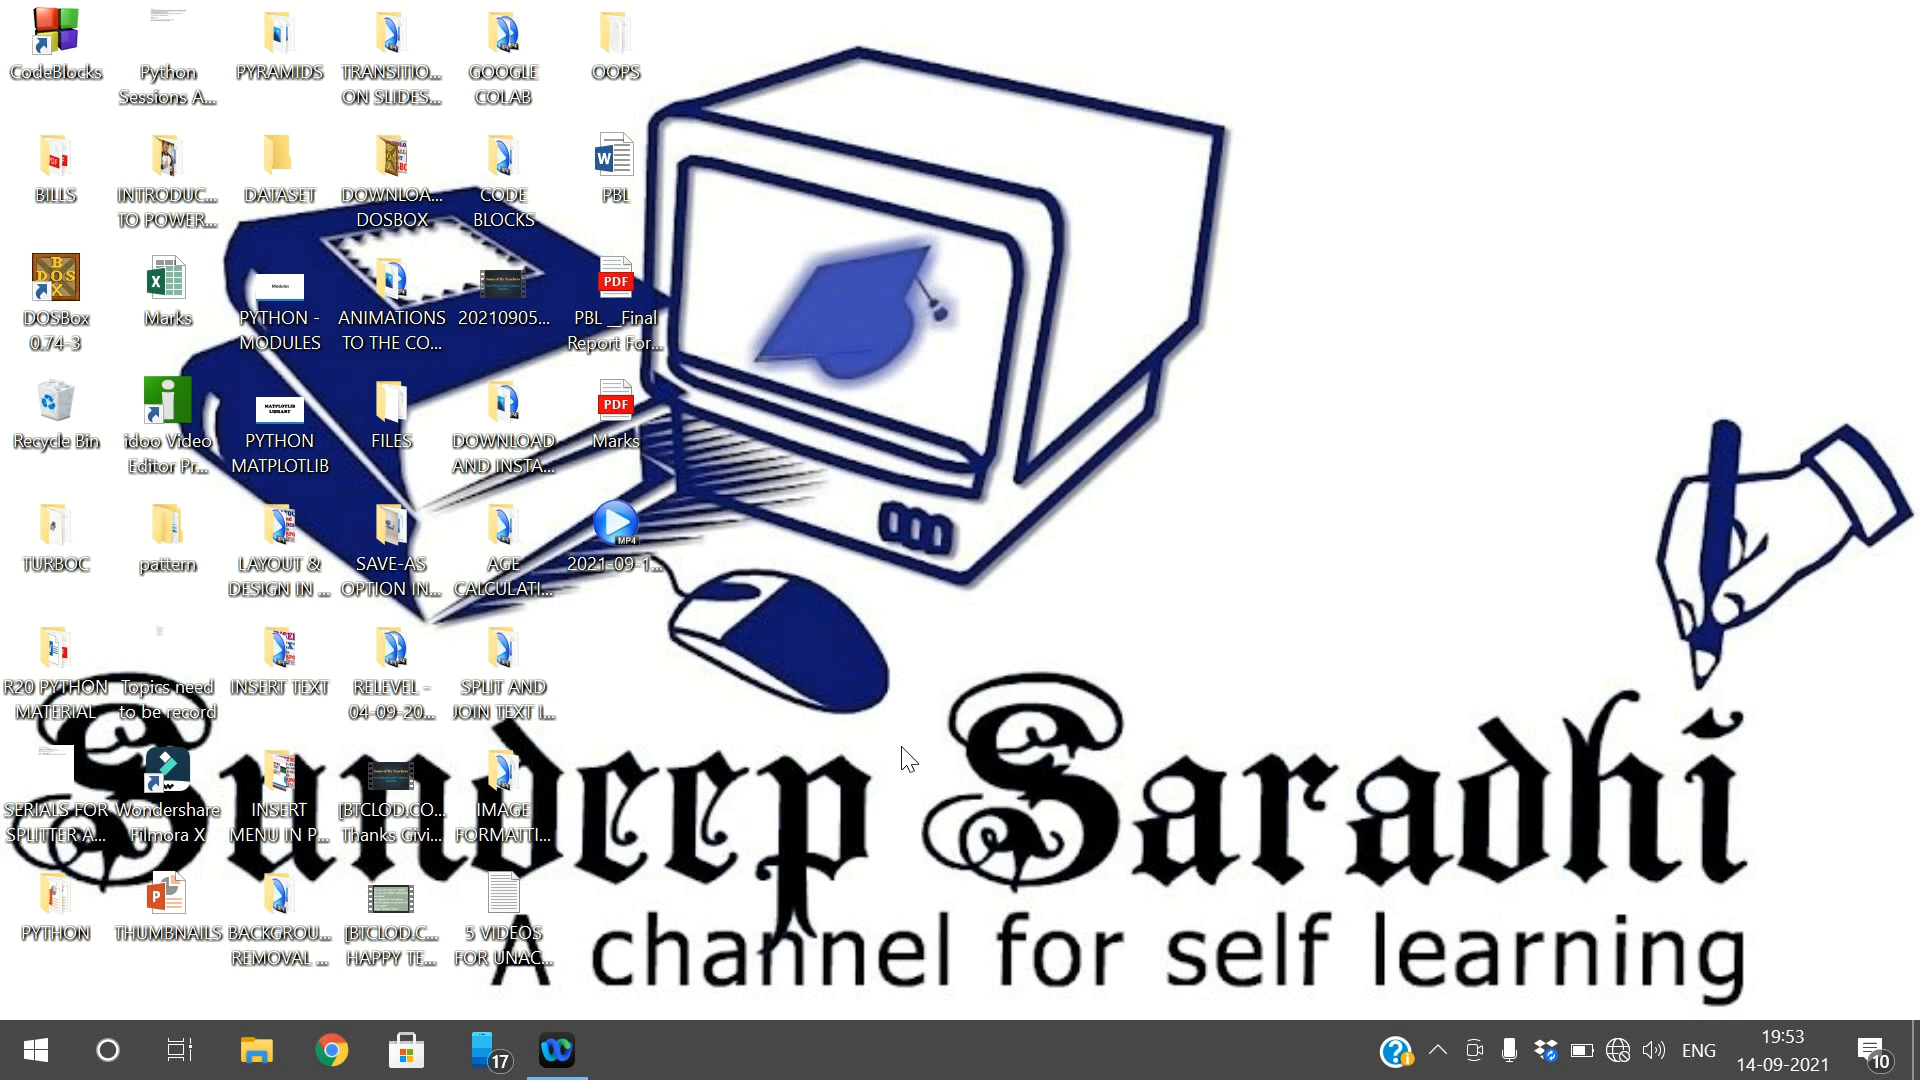 CodeBlocks
Python
Sessions A...
PYRAMIDS
TRANSITIO...
ON SLIDES...
GOOGLE
COLAB
OOPS
BILLS
INTRODUC...
TO POWER...
DATASET
DOWNLOA...
DOSBOX
CODE
BLOCKS
PBL
DOSBox
0.74-3
Marks
PYTHON -
MODULES
ANIMATIONS
TO THE CO...
20210905...
PBL __Final
Report For...
Recycle Bin
idoo Video
Editor Pr...
PYTHON
MATPLOTLIB
FILES
DOWNLOAD
AND INSTA...
Marks
TURBOC
pattern
LAYOUT &
DESIGN IN ...
SAVE-AS
OPTION IN...
AGE
CALCULATI...
2021-09-1...
R20 PYTHON
MATERIAL
Topics need
to be record
INSERT TEXT
RELEVEL -
04-09-20...
SPLIT AND
JOIN TEXT I...
SERIALS FOR
SPLITTER A...
Wondershare
Filmora X
INSERT
MENU IN P...
[BTCLOD.CO...
Thanks Givi...
IMAGE
FORMATTI...
PYTHON
THUMBNAILS
BACKGROU...
REMOVAL ...
[BTCLOD.C...
HAPPY TE...
5 VIDEOS
FOR UNAC...
Sundeep Saradhi
A channel for self learning
17
ENG
19:53
14-09-2021
10